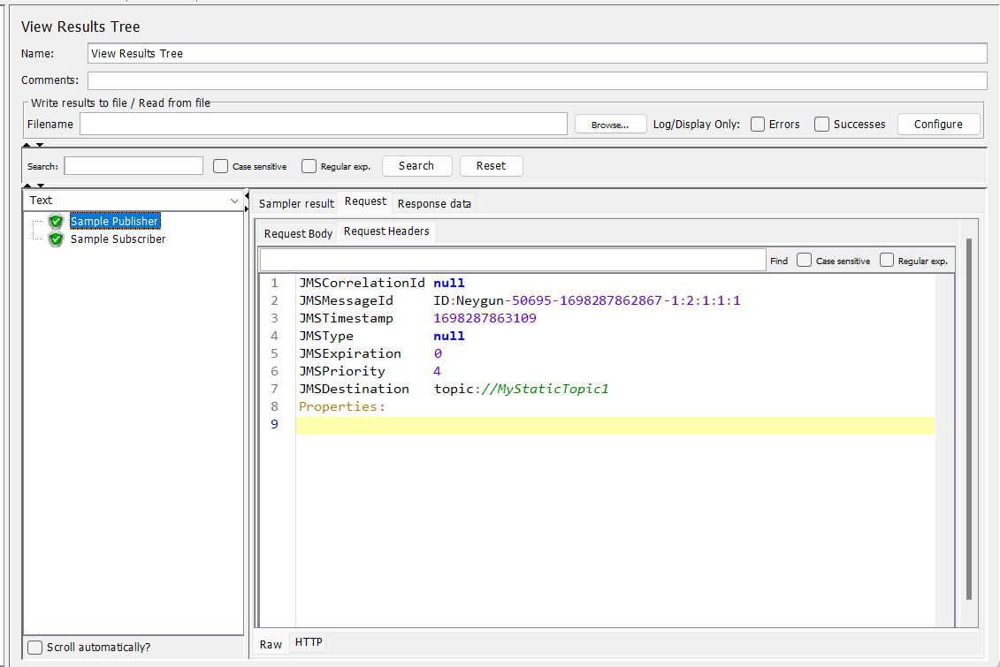 View Results Tree
Name: View Results Tree
Comments:
Write results to file / Read from file
Filename Browse... Log/Display Only: Errors Successes Configure
Search: Case sensitive Regular exp. Search Reset
Text
Sample Publisher
Sample Subscriber
Scroll automatically?
Sampler result Request Response data
Request Body Request Headers
Find Case sensitive Regular exp.
1 JMSCorrelationId null
2 JMSMessageId ID:Neygun-50695-1698287862867-1:2:1:1:1
3 JMSTimestamp 1698287863109
4 JMSType null
5 JMSExpiration 0
6 JMSPriority 4
7 JMSDestination topic://MyStaticTopic1
8 Properties:
9
Raw HTTP